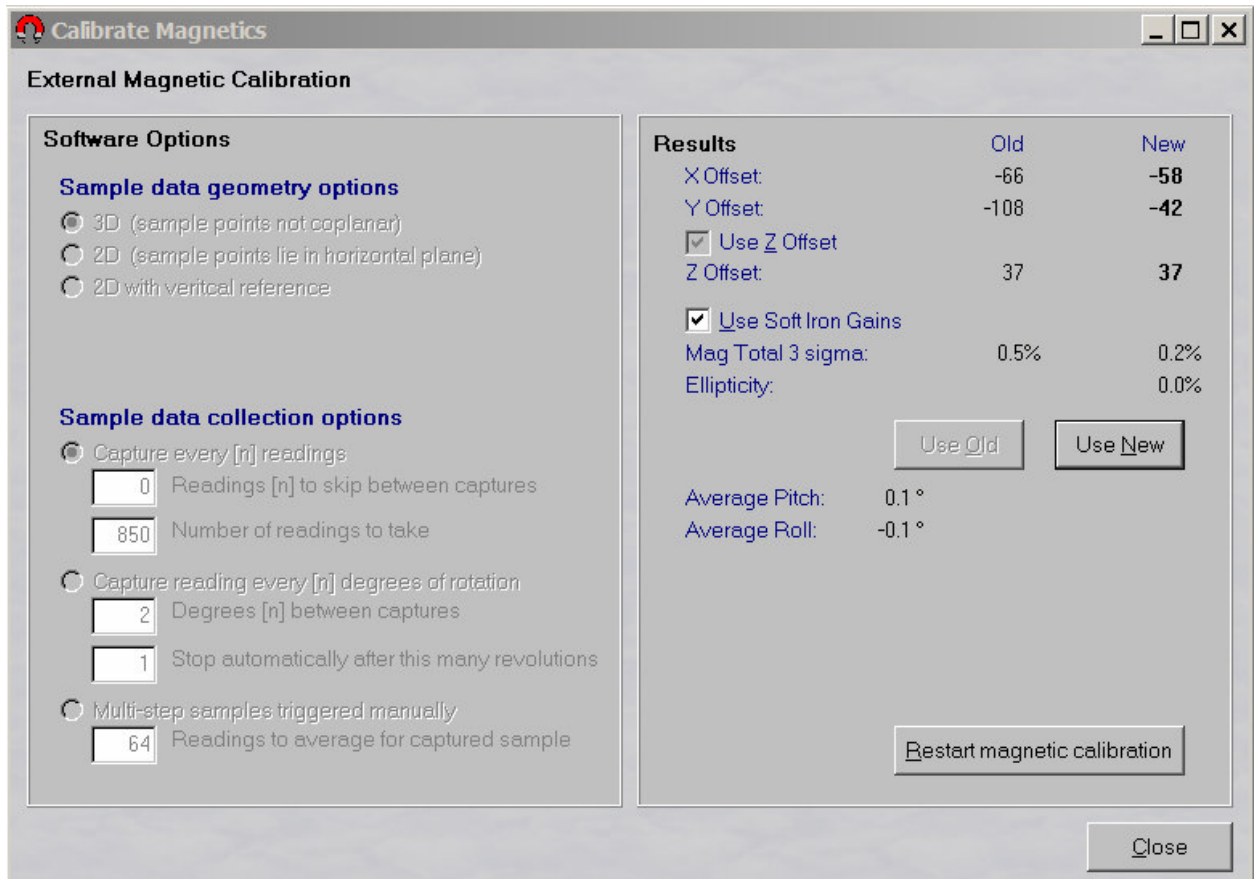 Calibrate Magnetics
External Magnetic Calibration
Software Options
Sample data geometry options
3D (sample points not coplanar)
2D (sample points lie in horizontal plane)
2D with veritcal reference
Sample data collection options
Capture every [n] readings
0 Readings [n] to skip between captures
850 Number of readings to take
Capture reading every [n] degrees of rotation
2 Degrees [n] between captures
1 Stop automatically after this many revolutions
Multi-step samples triggered manually
64 Readings to average for captured sample
Results Old New
X Offset: -66 -58
Y Offset: -108 -42
Use Z Offset
Z Offset: 37 37
Use Soft Iron Gains
Mag Total 3 sigma: 0.5% 0.2%
Ellipticity: 0.0%
Use Old Use New
Average Pitch: 0.1 °
Average Roll: -0.1 °
Restart magnetic calibration
Close